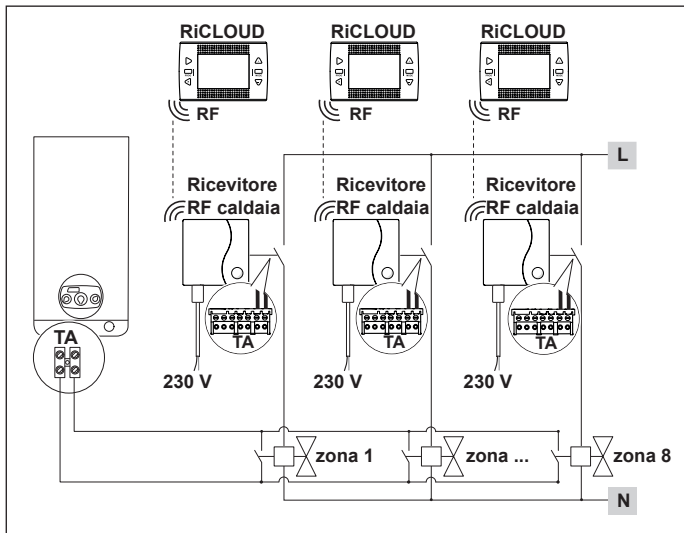 RiCLOUD
RiCLOUD
RiCLOUD
RF
RF
RF
L
Ricevitore
RF caldaia
Ricevitore
RF caldaia
Ricevitore
RF caldaia
TA
TA
TA
TA
230 V
230 V
230 V
zona 1
zona ...
zona 8
N